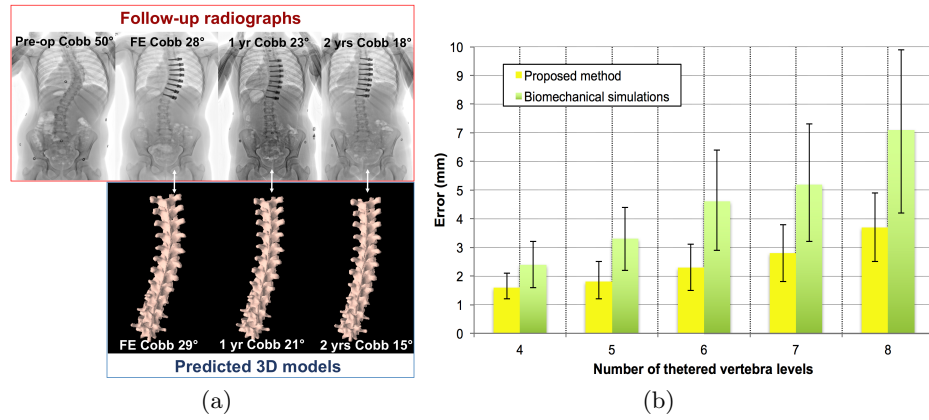 Follow-up radiographs
Pre-op Cobb 50° FE Cobb 28° 1 yr Cobb 23° 2 yrs Cobb 18°
FE Cobb 29° 1 yr Cobb 21° 2 yrs Cobb 15°
Predicted 3D models
(a)
10
9
8
7
6
5
4
3
2
1
0
Error (mm)
Proposed method
Biomechanical simulations
4 5 6 7 8
Number of thetered vertebra levels
(b)